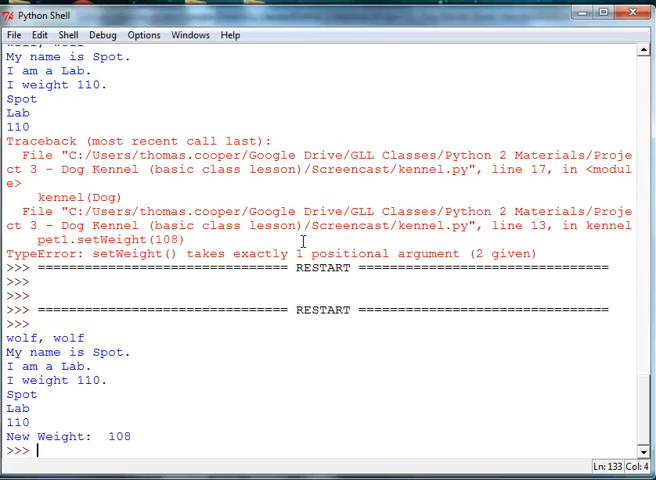 Python Shell
File Edit Shell Debug Options Windows Help
wolf, wolf
My name is Spot.
I am a Lab.
I weight 110.
Spot
Lab
110
Traceback (most recent call last):
File "C:/Users/thomas.cooper/Google Drive/GLL Classes/Python 2 Materials/Proje
ct 3 - Dog Kennel (basic class lesson)/Screencast/kennel.py", line 17, in <modul
e>
kennel(Dog)
File "C:/Users/thomas.cooper/Google Drive/GLL Classes/Python 2 Materials/Proje
ct 3 - Dog Kennel (basic class lesson)/Screencast/kennel.py", line 13, in kennel
pet1.setWeight(108)
TypeError: setWeight() takes exactly 1 positional argument (2 given)
>>> ================================ RESTART ================================
>>>
>>>
>>> ================================ RESTART ================================
>>>
wolf, wolf
My name is Spot.
I am a Lab.
I weight 110.
Spot
Lab
110
New Weight:  108
>>>
Ln: 133 Col: 4